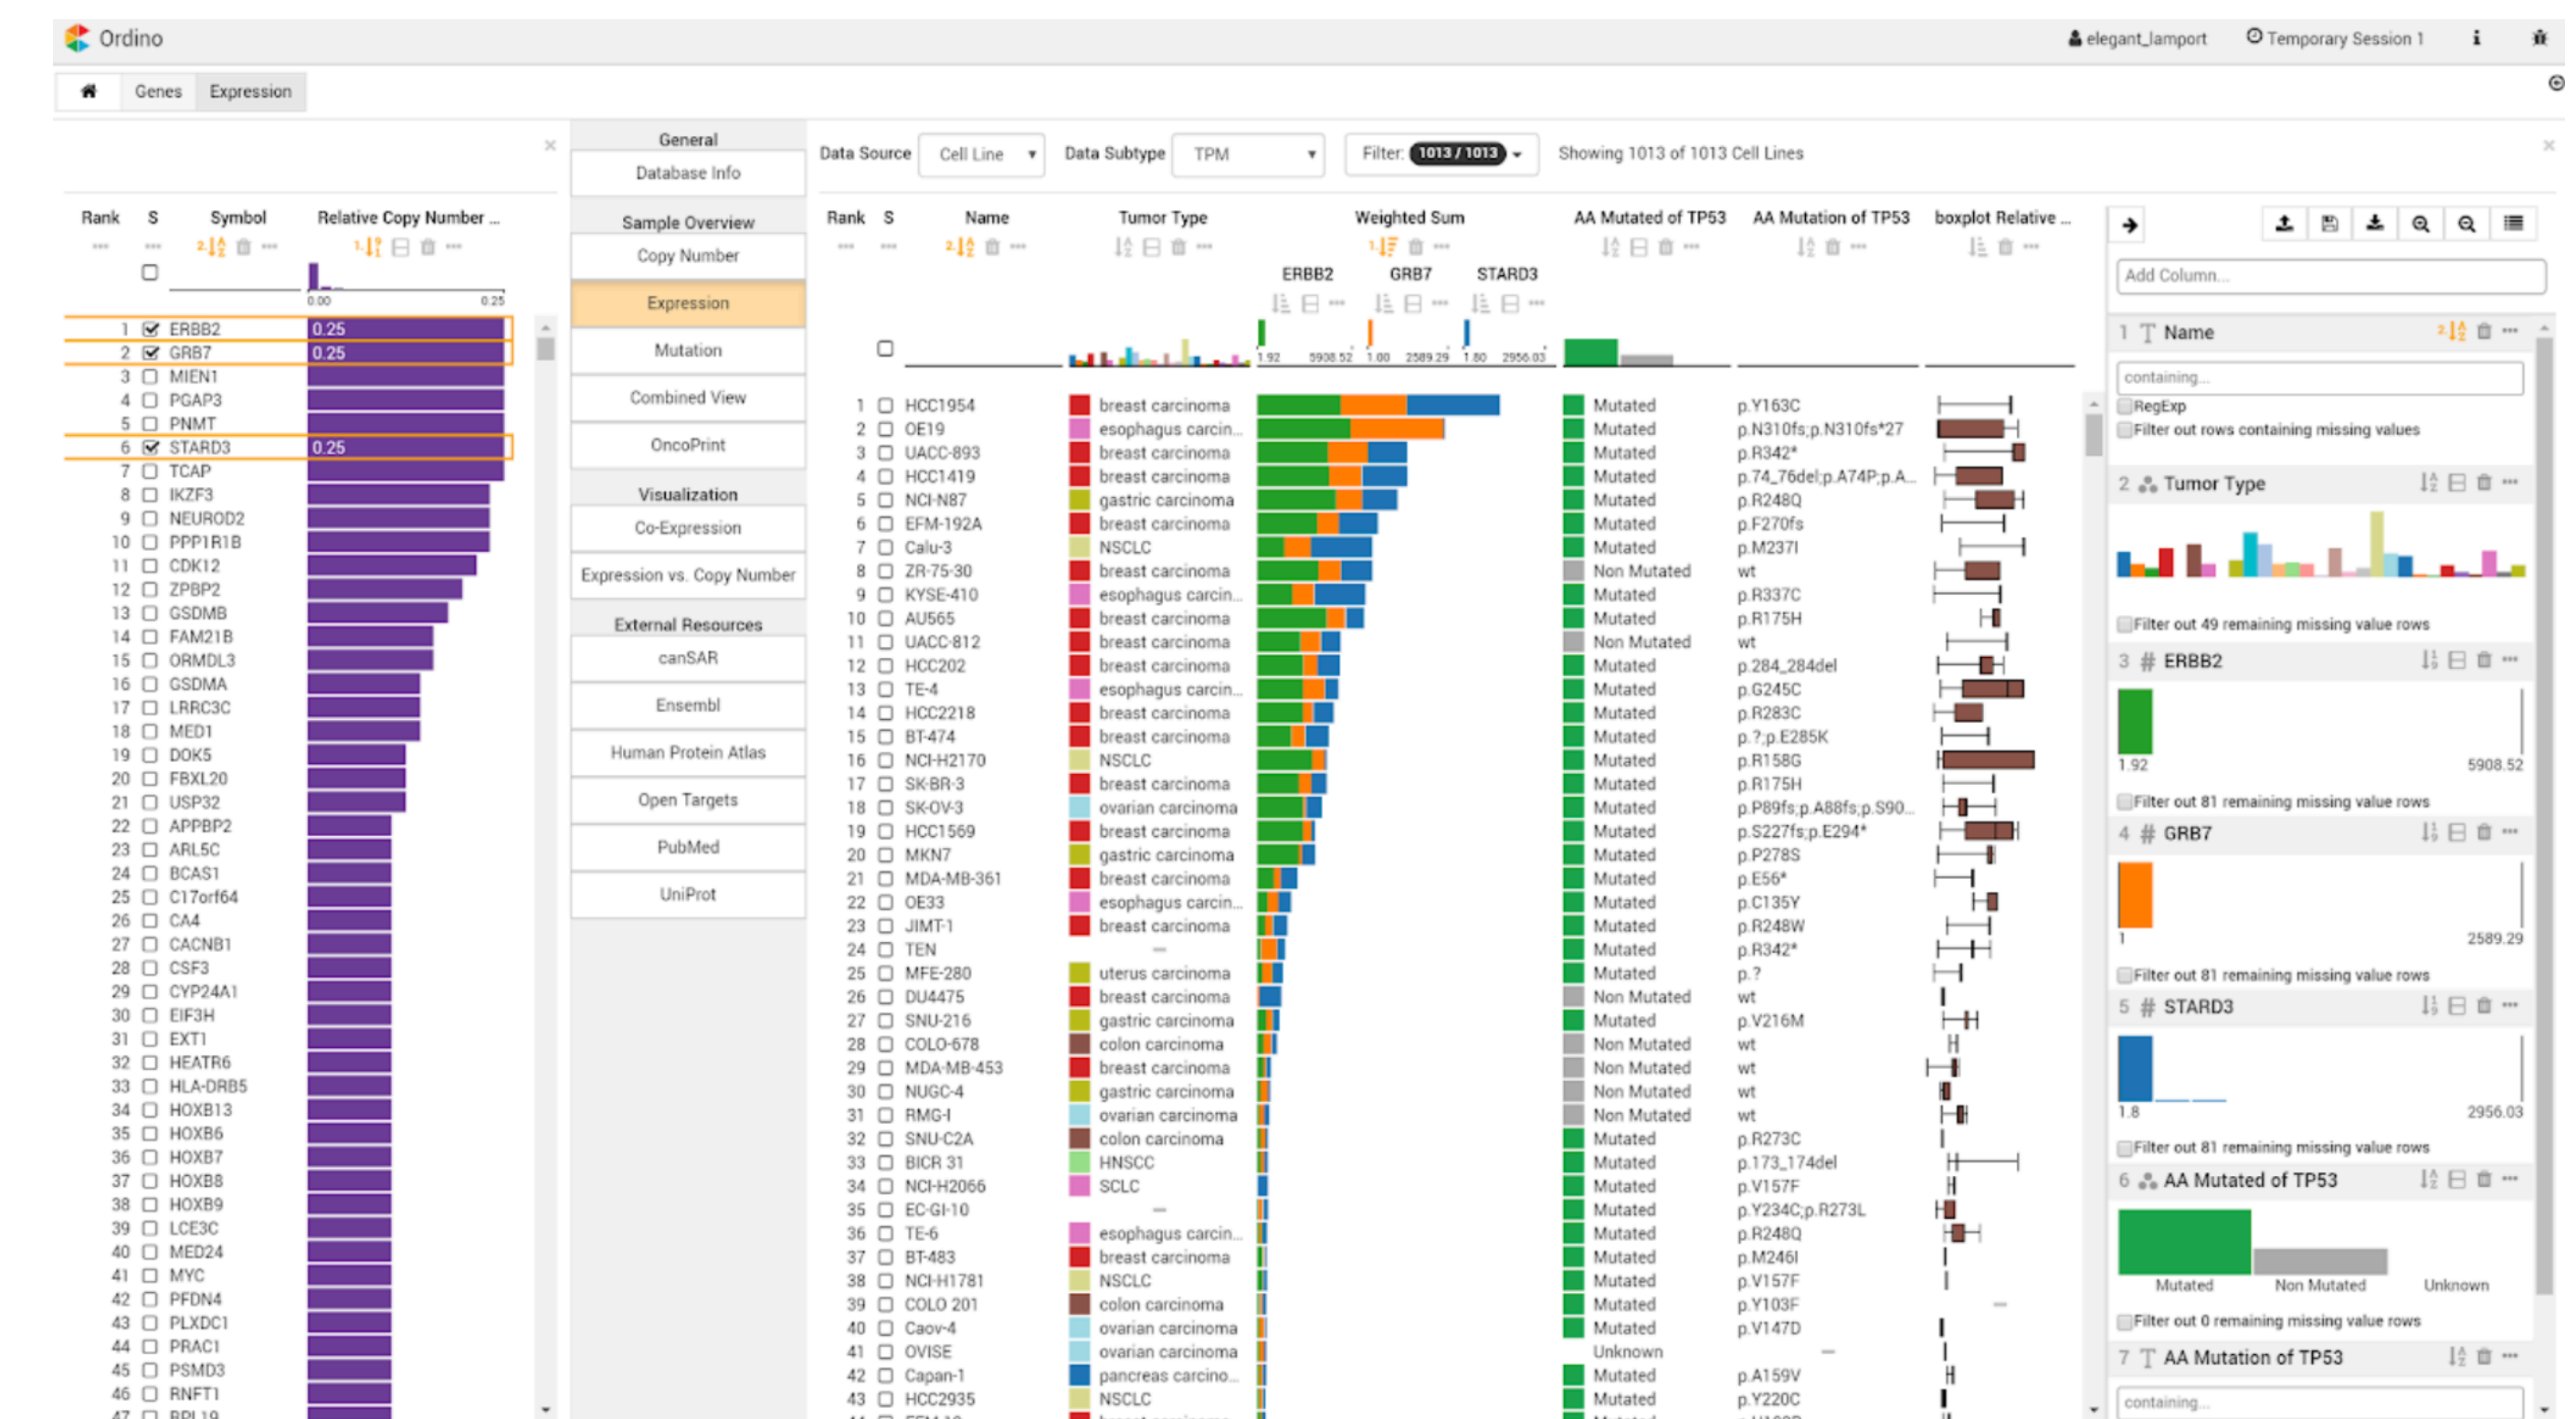 Ordino
elegant_lamport Temporary Session 1
Genes Expression
General
Database Info
Sample Overview
Copy Number
Expression
Mutation
Combined View
OncoPrint
Visualization
Co-Expression
Expression vs. Copy Number
External Resources
canSAR
Ensembl
Human Protein Atlas
Open Targets
PubMed
UniProt
Rank S Symbol Relative Copy Number ...
0.00 0.25
1 ERBB2 0.25
2 GRB7 0.25
3 MIEN1
4 PGAP3
5 PNMT
6 STARD3 0.25
7 TCAP
8 IKZF3
9 NEUROD2
10 PPP1R1B
11 CDK12
12 ZPBP2
13 GSDMB
14 FAM21B
15 ORMDL3
16 GSDMA
17 LRRC3C
18 MED1
19 DOK5
20 FBXL20
21 USP32
22 APPBP2
23 ARL5C
24 BCAS1
25 C17orf64
26 CA4
27 CACNB1
28 CSF3
29 CYP24A1
30 EIF3H
31 EXT1
32 HEATR6
33 HLA-DRB5
34 HOXB13
35 HOXB6
36 HOXB7
37 HOXB8
38 HOXB9
39 LCE3C
40 MED24
41 MYC
42 PFDN4
43 PLXDC1
44 PRAC1
45 PSMD3
46 RNFT1
47 RPL19
Data Source Cell Line Data Subtype TPM Filter: 1013 / 1013 Showing 1013 of 1013 Cell Lines
Rank S Name Tumor Type Weighted Sum AA Mutated of TP53 AA Mutation of TP53 boxplot Relative ...
ERBB2 GRB7 STARD3
1.92 5908.52 1.00 2589.29 1.80 2956.03
1 HCC1954 breast carcinoma Mutated p.Y163C
2 OE19 esophagus carcin... Mutated p.N310fs;p.N310fs*27
3 UACC-893 breast carcinoma Mutated p.R342*
4 HCC1419 breast carcinoma Mutated p.74_76del;p.A74P;p.A...
5 NCI-N87 gastric carcinoma Mutated p.R248Q
6 EFM-192A breast carcinoma Mutated p.F270fs
7 Calu-3 NSCLC Mutated p.M237I
8 ZR-75-30 breast carcinoma Non Mutated wt
9 KYSE-410 esophagus carcin... Mutated p.R337C
10 AU565 breast carcinoma Mutated p.R175H
11 UACC-812 breast carcinoma Non Mutated wt
12 HCC202 breast carcinoma Mutated p.284_284del
13 TE-4 esophagus carcin... Mutated p.G245C
14 HCC2218 breast carcinoma Mutated p.R283C
15 BT-474 breast carcinoma Mutated p.?;p.E285K
16 NCI-H2170 NSCLC Mutated p.R158G
17 SK-BR-3 breast carcinoma Mutated p.R175H
18 SK-OV-3 ovarian carcinoma Mutated p.P89fs;p.A88fs;p.S90...
19 HCC1569 breast carcinoma Mutated p.S227fs;p.E294*
20 MKN7 gastric carcinoma Mutated p.P278S
21 MDA-MB-361 breast carcinoma Mutated p.E56*
22 OE33 esophagus carcin... Mutated p.C135Y
23 JIMT-1 breast carcinoma Mutated p.R248W
24 TEN – Mutated p.R342*
25 MFE-280 uterus carcinoma Mutated p.?
26 DU4475 breast carcinoma Non Mutated wt
27 SNU-216 gastric carcinoma Mutated p.V216M
28 COLO-678 colon carcinoma Non Mutated wt
29 MDA-MB-453 breast carcinoma Non Mutated wt
30 NUGC-4 gastric carcinoma Non Mutated wt
31 RMG-I ovarian carcinoma Non Mutated wt
32 SNU-C2A colon carcinoma Mutated p.R273C
33 BICR 31 HNSCC Mutated p.173_174del
34 NCI-H2066 SCLC Mutated p.V157F
35 EC-GI-10 – Mutated p.Y234C;p.R273L
36 TE-6 esophagus carcin... Mutated p.R248Q
37 BT-483 breast carcinoma Mutated p.M246I
38 NCI-H1781 NSCLC Mutated p.V157F
39 COLO 201 colon carcinoma Mutated p.Y103F –
40 Caov-4 ovarian carcinoma Mutated p.V147D
41 OVISE ovarian carcinoma Unknown –
42 Capan-1 pancreas carcino... Mutated p.A159V
43 HCC2935 NSCLC Mutated p.Y220C
Add Column...
1 Name
containing...
RegExp
Filter out rows containing missing values
2 Tumor Type
Filter out 49 remaining missing value rows
3 # ERBB2
1.92 5908.52
Filter out 81 remaining missing value rows
4 # GRB7
1 2589.29
Filter out 81 remaining missing value rows
5 # STARD3
1.8 2956.03
Filter out 81 remaining missing value rows
6 AA Mutated of TP53
Mutated Non Mutated Unknown
Filter out 0 remaining missing value rows
7 AA Mutation of TP53
containing...